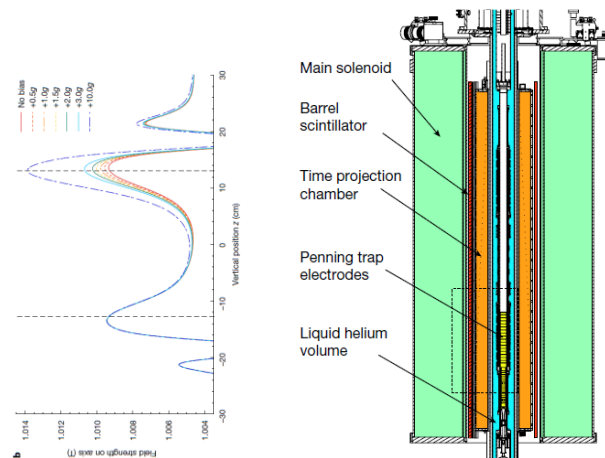 No bias
+0.5g
+1.0g
+1.5g
+2.0g
+3.0g
+10.0g
30
20
10
0
-10
-20
-30
Vertical position z (cm)
1.014
1.012
1.010
1.008
1.006
1.004
Field strength on axis (T)
b
Main solenoid
Barrel
scintillator
Time projection
chamber
Penning trap
electrodes
Liquid helium
volume